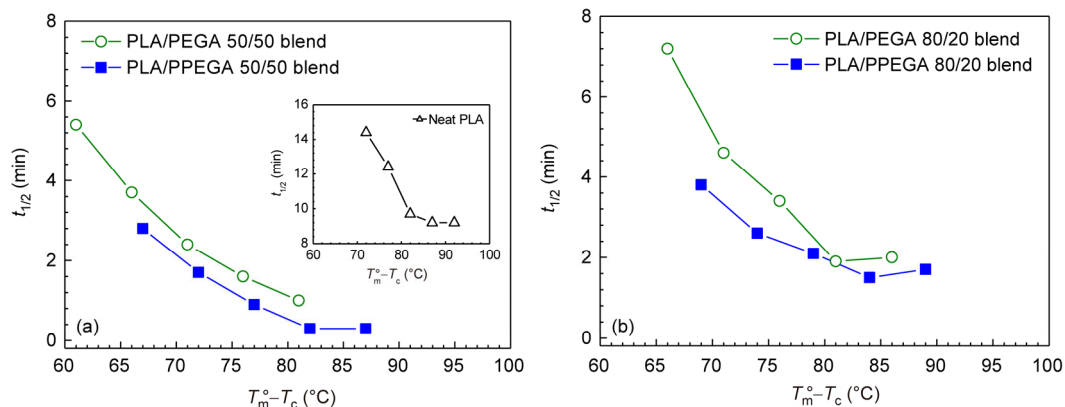 8
6
4
2
0
t1/2 (min)
PLA/PEGA 50/50 blend
PLA/PPEGA 50/50 blend
16
14
12
10
8
t1/2 (min)
Neat PLA
60 70 80 90 100
T°m−Tc (°C)
(a)
60 65 70 75 80 85 90 95 100
T°m−Tc (°C)
8
6
4
2
0
t1/2 (min)
PLA/PEGA 80/20 blend
PLA/PPEGA 80/20 blend
(b)
60 65 70 75 80 85 90 95 100
T°m−Tc (°C)